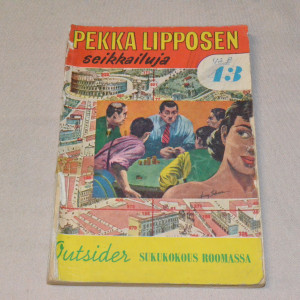 PEKKA LIPPOSEN
seikkailuja
13
Outsider SUKUKOKOUS ROOMASSA